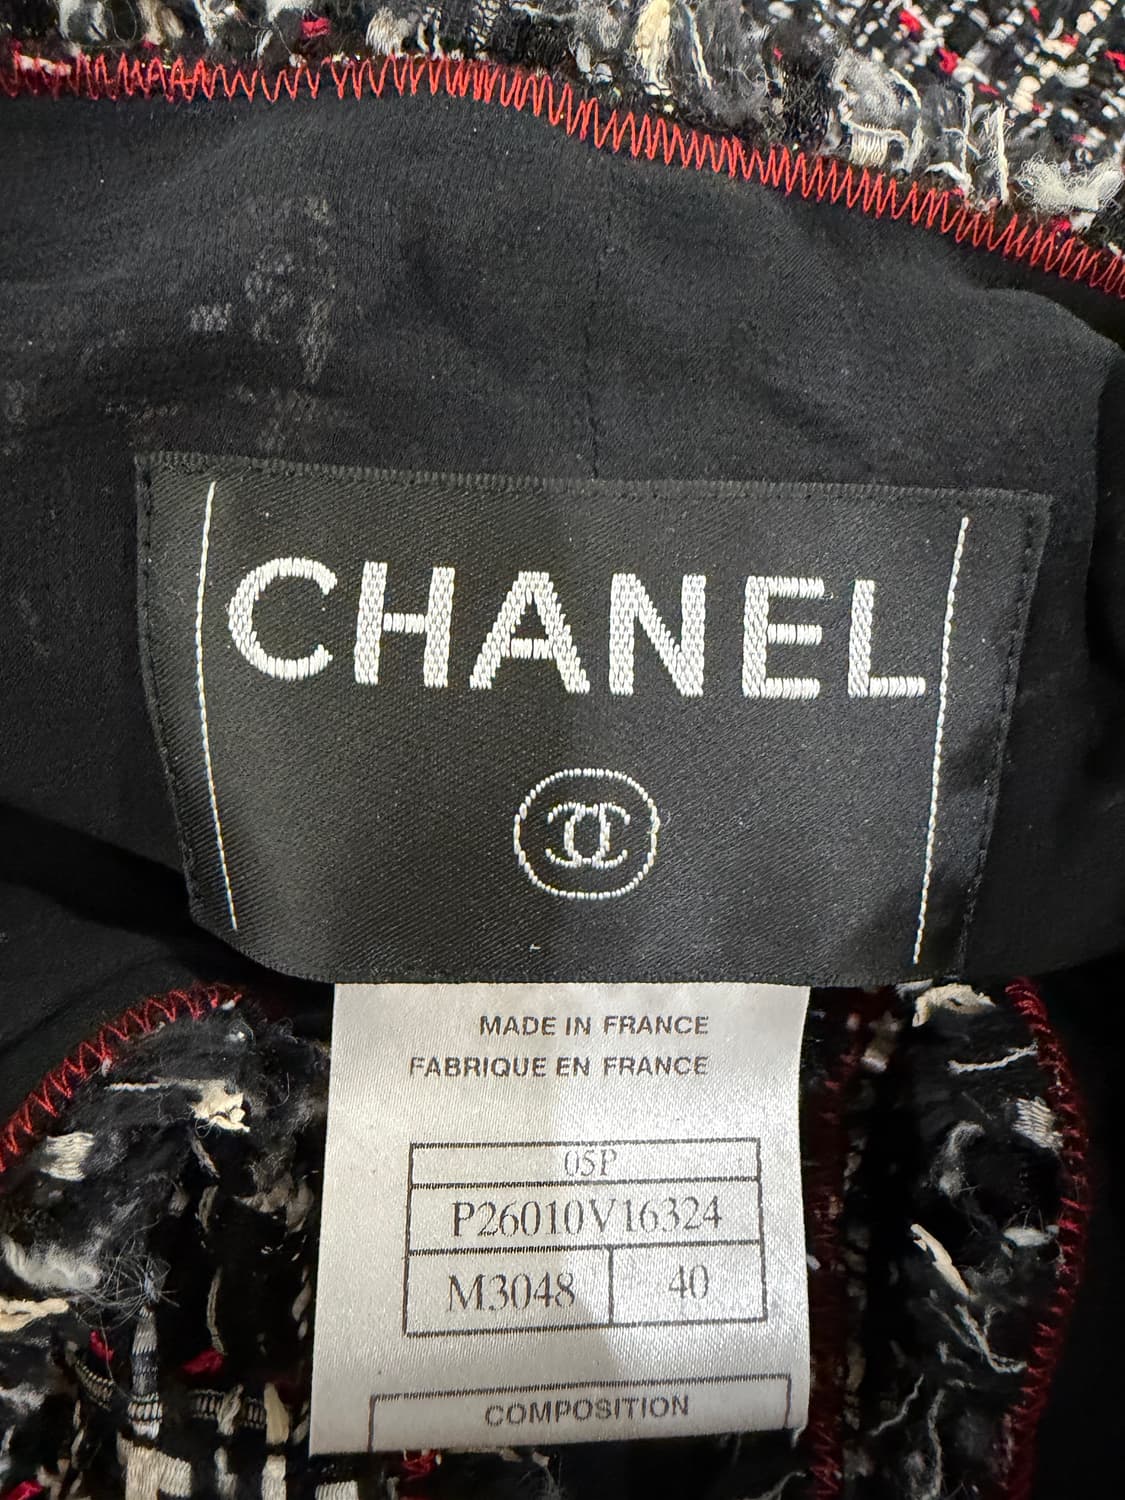 CHANEL
MADE IN FRANCE
FABRIQUE EN FRANCE
05P
P26010V16324
M3048 40
COMPOSITION